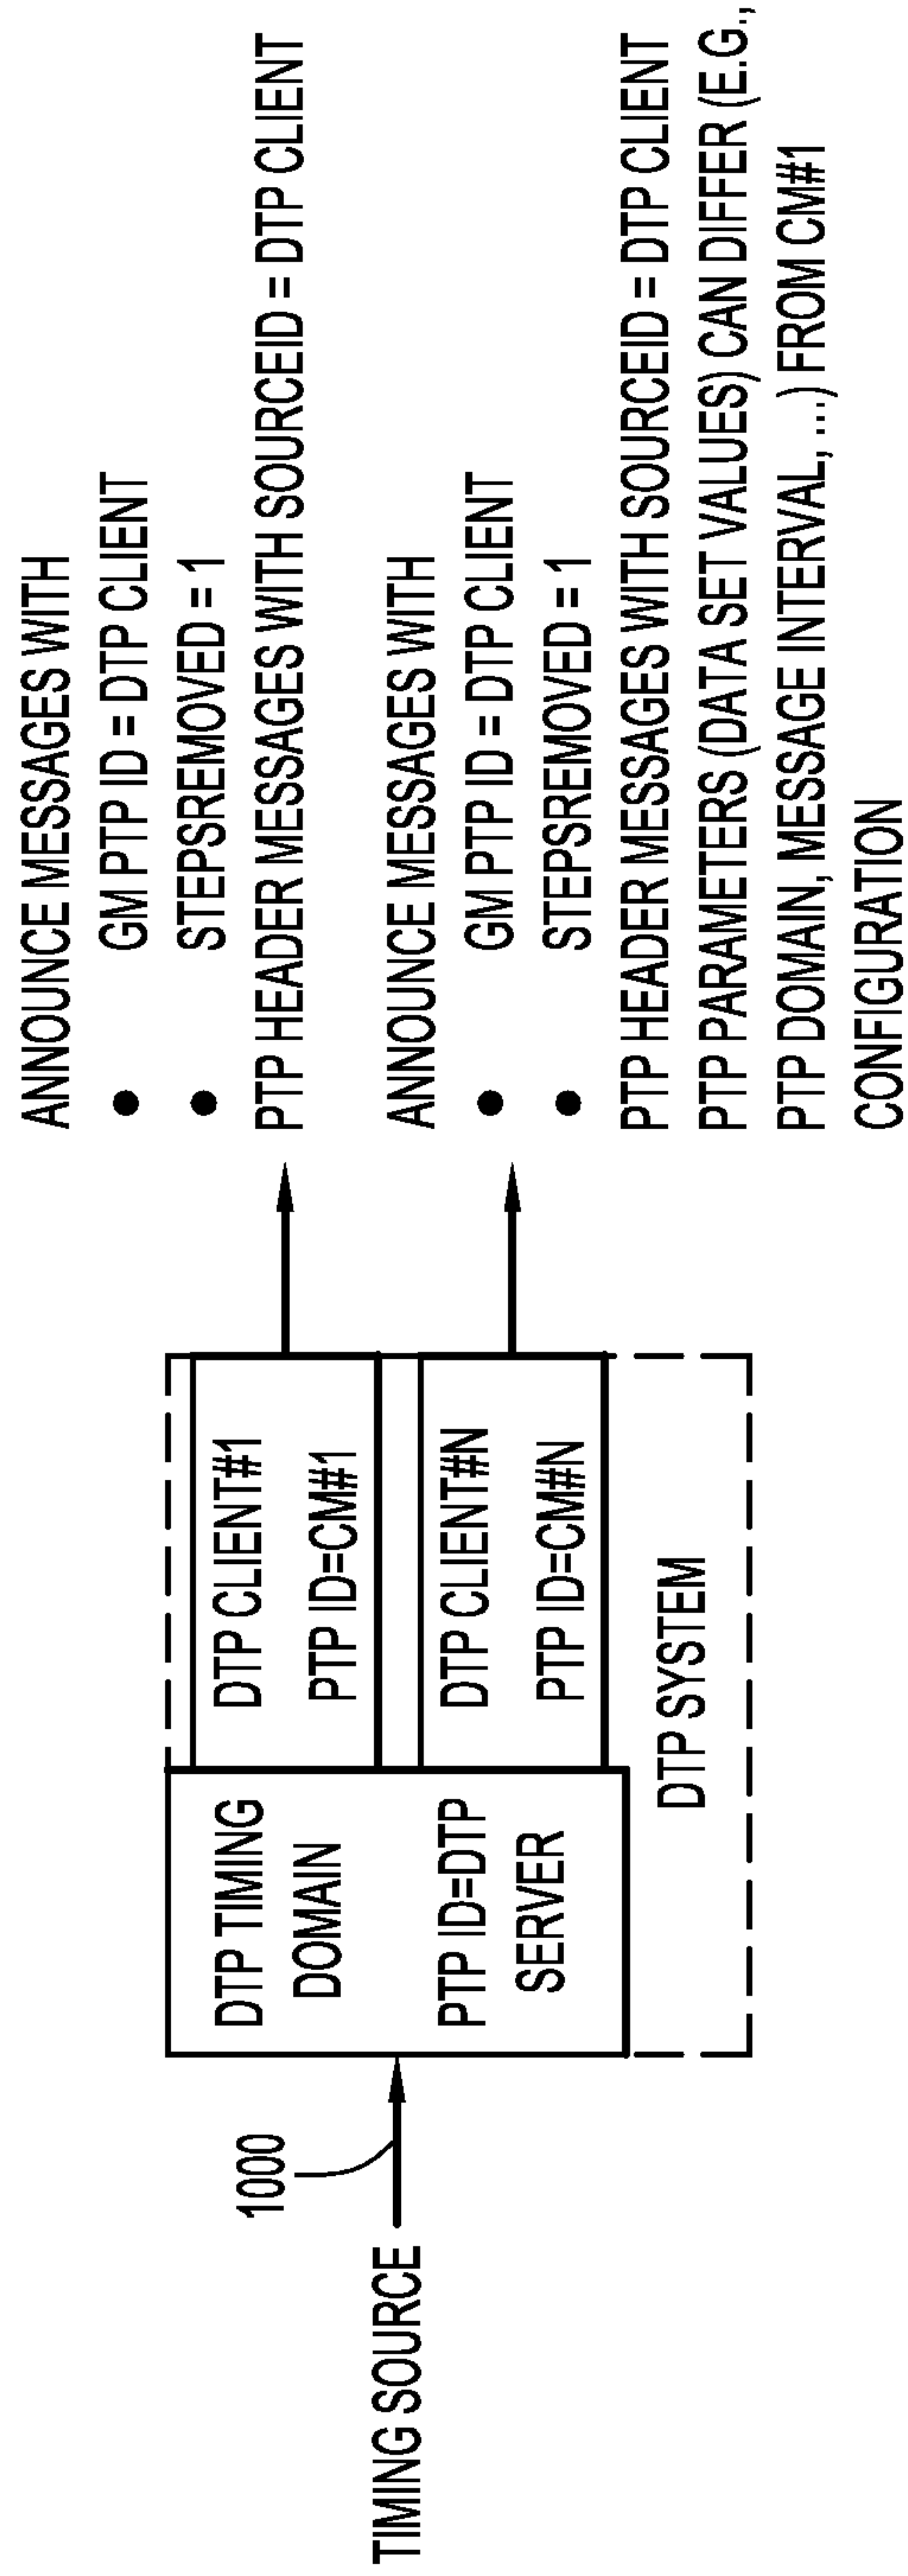 TIMING SOURCE
1000
DTP TIMING
DOMAIN
PTP ID=DTP
SERVER
DTP CLIENT#1
PTP ID=CM#1
DTP CLIENT#N
PTP ID=CM#N
DTP SYSTEM
ANNOUNCE MESSAGES WITH
● GM PTP ID = DTP CLIENT
● STEPSREMOVED = 1
PTP HEADER MESSAGES WITH SOURCEID = DTP CLIENT
ANNOUNCE MESSAGES WITH
● GM PTP ID = DTP CLIENT
● STEPSREMOVED = 1
PTP HEADER MESSAGES WITH SOURCEID = DTP CLIENT
PTP PARAMETERS (DATA SET VALUES) CAN DIFFER (E.G.,
PTP DOMAIN, MESSAGE INTERVAL, ...) FROM CM#1
CONFIGURATION